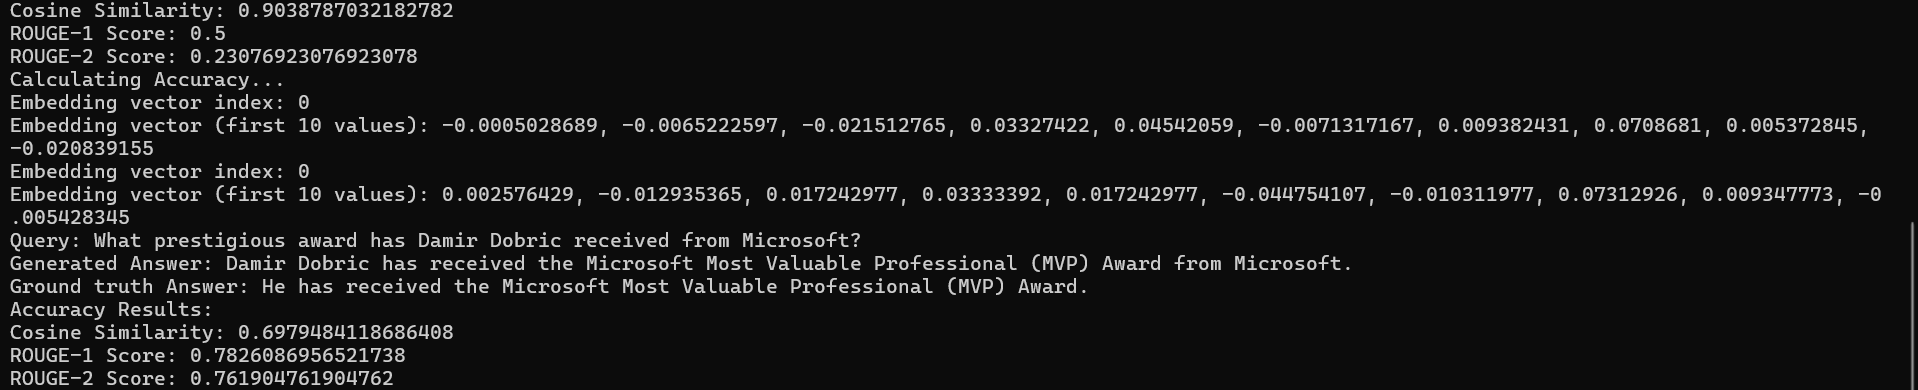 Cosine Similarity: 0.9038787032182782
ROUGE-1 Score: 0.5
ROUGE-2 Score: 0.23076923076923078
Calculating Accuracy...
Embedding vector index: 0
Embedding vector (first 10 values): -0.0005028689, -0.0065222597, -0.021512765, 0.03327422, 0.04542059, -0.0071317167, 0.009382431, 0.0708681, 0.005372845,
-0.020839155
Embedding vector index: 0
Embedding vector (first 10 values): 0.002576429, -0.012935365, 0.017242977, 0.03333392, 0.017242977, -0.044754107, -0.010311977, 0.07312926, 0.009347773, -0
.005428345
Query: What prestigious award has Damir Dobric received from Microsoft?
Generated Answer: Damir Dobric has received the Microsoft Most Valuable Professional (MVP) Award from Microsoft.
Ground truth Answer: He has received the Microsoft Most Valuable Professional (MVP) Award.
Accuracy Results:
Cosine Similarity: 0.6979484118686408
ROUGE-1 Score: 0.7826086956521738
ROUGE-2 Score: 0.761904761904762